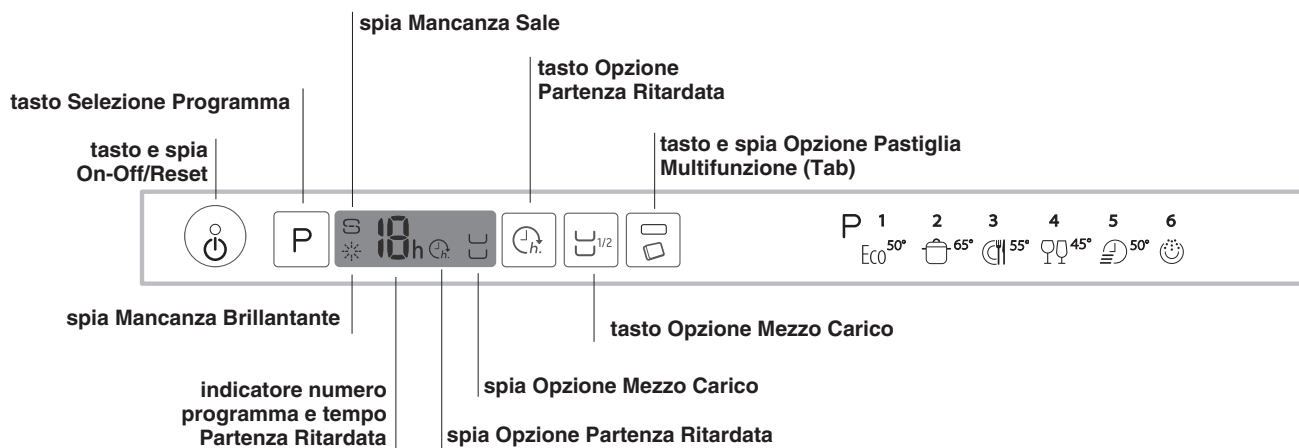 spia Mancanza Sale
tasto Opzione
Partenza Ritardata
tasto Selezione Programma
tasto e spia Opzione Pastiglia
Multifunzione (Tab)
tasto e spia
On-Off/Reset
P
18h
h.
h.
1/2
P 1 2 3 4 5 6
Eco 50° 65° 55° 45° 50°
spia Mancanza Brillantante
tasto Opzione Mezzo Carico
indicatore numero
programma e tempo
Partenza Ritardata
spia Opzione Mezzo Carico
spia Opzione Partenza Ritardata